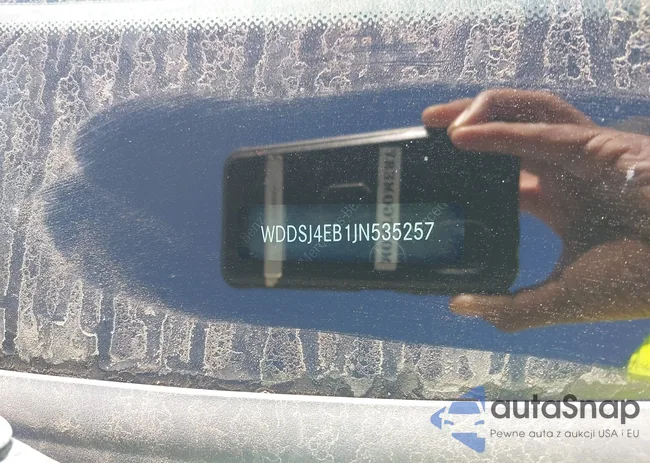 WDDSJ4EB1JN535257
autoSnap
Pewne auta z aukcji USA i EU